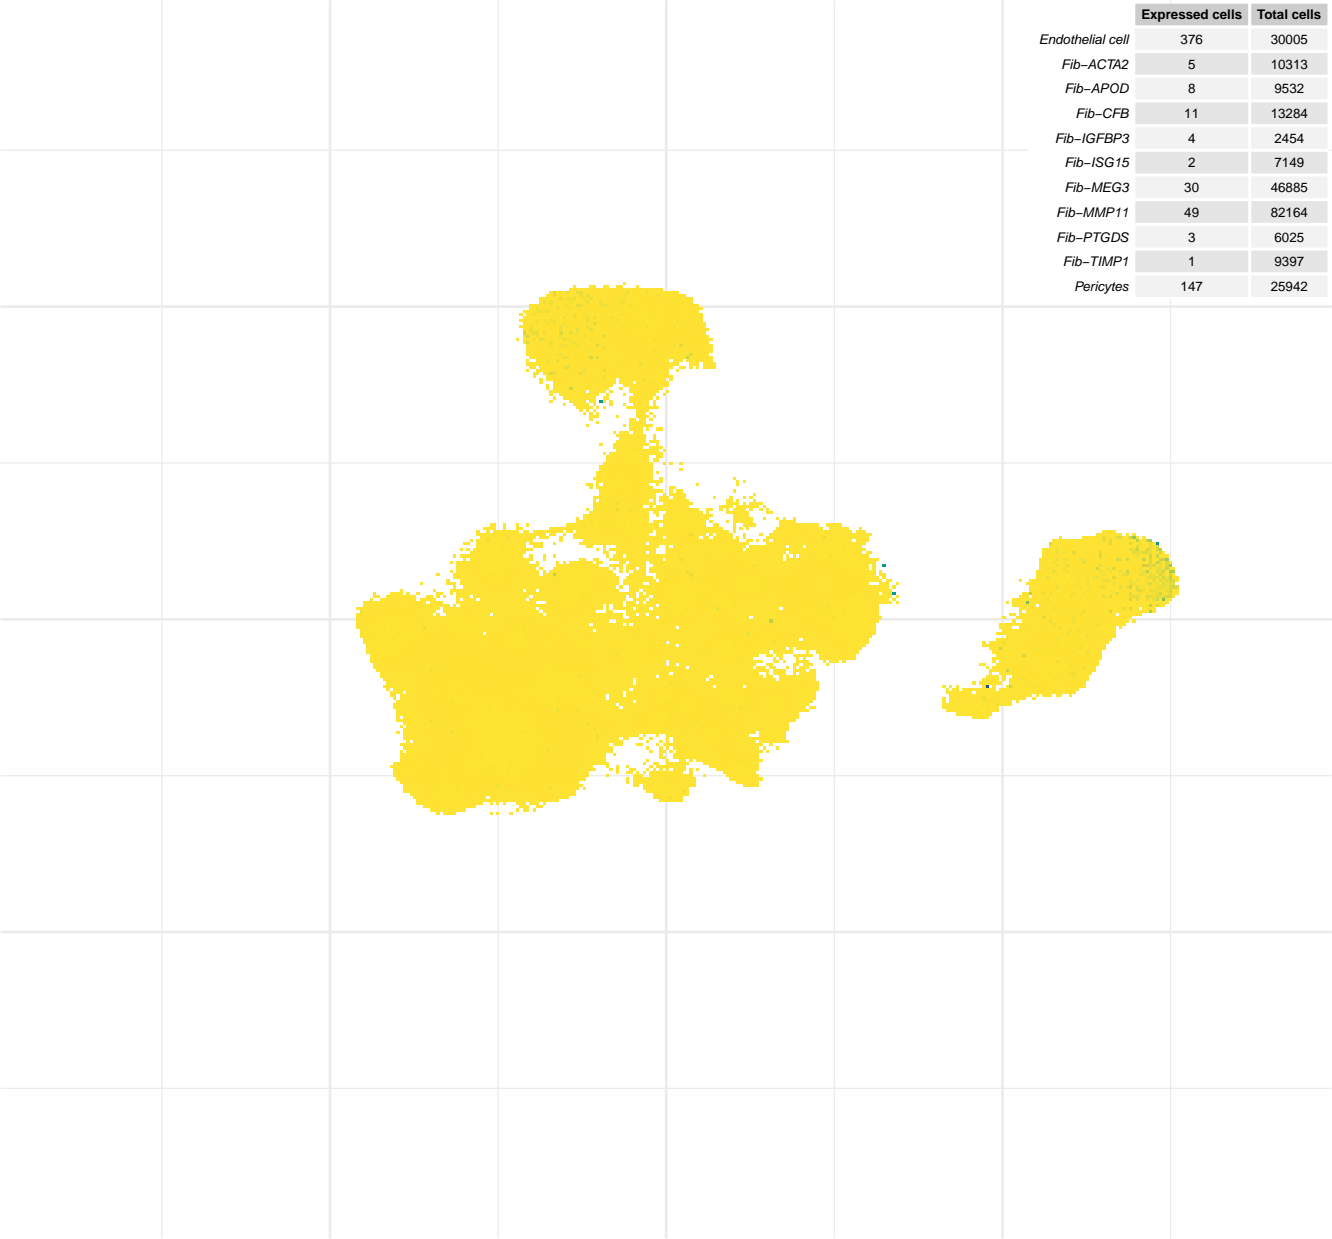 Expressed cells Total cells
Endothelial cell 376 30005
Fib−ACTA2 5 10313
Fib−APOD 8 9532
Fib−CFB 11 13284
Fib−IGFBP3 4 2454
Fib−ISG15 2 7149
Fib−MEG3 30 46885
Fib−MMP11 49 82164
Fib−PTGDS 3 6025
Fib−TIMP1 1 9397
Pericytes 147 25942